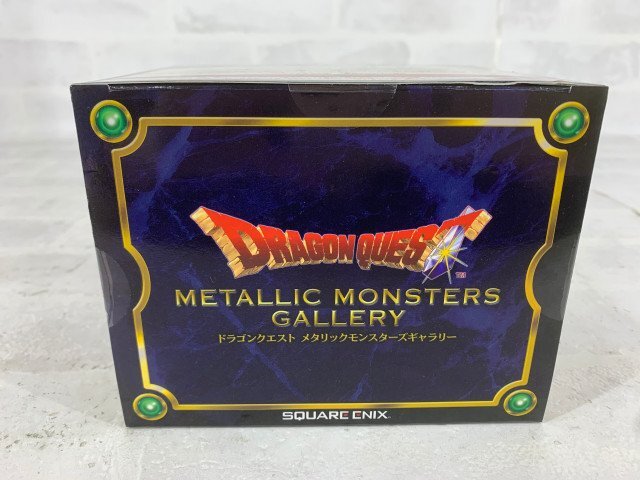 DRAGON QUEST
TM
METALLIC MONSTERS
GALLERY
ドラゴンクエスト メタリックモンスターズギャラリー
SQUARE ENIX